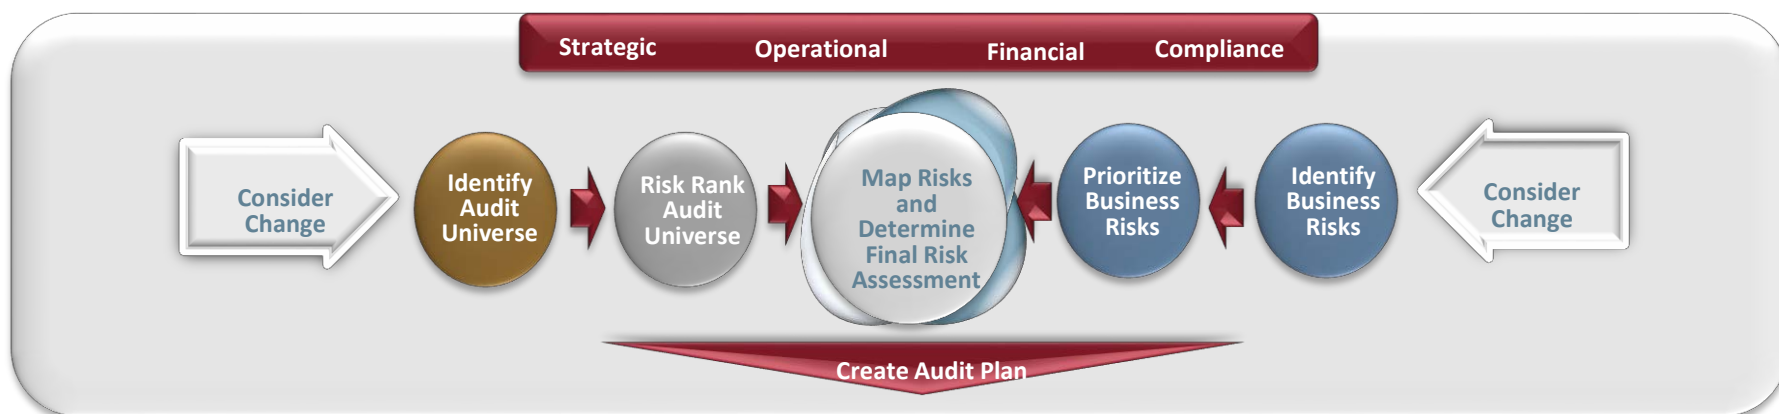 Strategic Operational Financial Compliance
Consider
Change
Identify
Audit
Universe
Risk Rank
Audit
Universe
Map Risks
and
Determine
Final Risk
Assessment
Prioritize
Business
Risks
Identify
Business
Risks
Consider
Change
Create Audit Plan